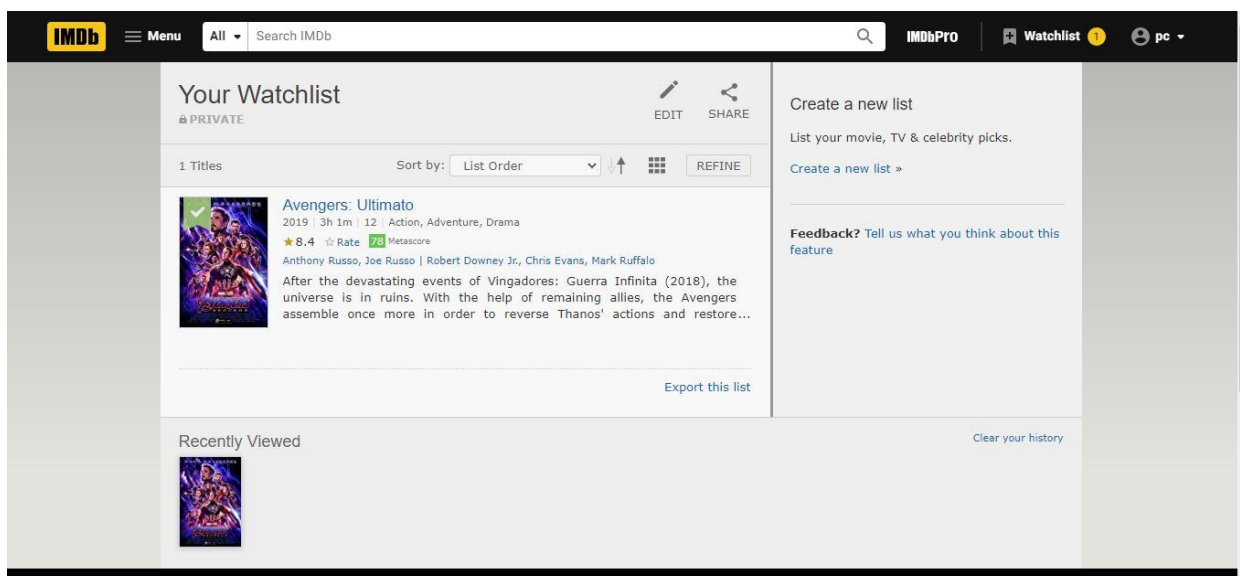 IMDb Menu All Search IMDb IMDbPro Watchlist 1 pc
Your Watchlist
PRIVATE
EDIT SHARE
1 Titles Sort by: List Order REFINE
Avengers: Ultimato
2019 | 3h 1m | 12 | Action, Adventure, Drama
8.4 Rate 78 Metascore
Anthony Russo, Joe Russo | Robert Downey Jr., Chris Evans, Mark Ruffalo
After the devastating events of Vingadores: Guerra Infinita (2018), the
universe is in ruins. With the help of remaining allies, the Avengers
assemble once more in order to reverse Thanos' actions and restore...
Export this list
Create a new list
List your movie, TV & celebrity picks.
Create a new list »
Feedback? Tell us what you think about this
feature
Recently Viewed
Clear your history